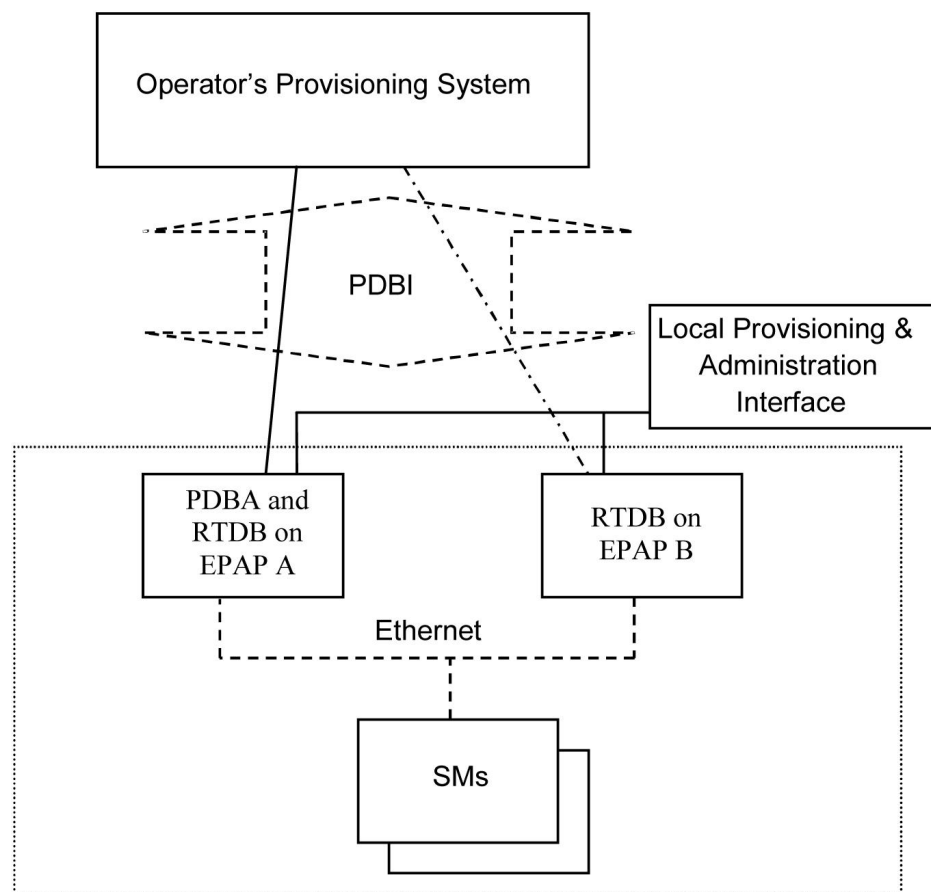 Operator’s Provisioning System
PDBI
Local Provisioning &
Administration
Interface
PDBA and
RTDB on
EPAP A
RTDB on
EPAP B
Ethernet
SMs